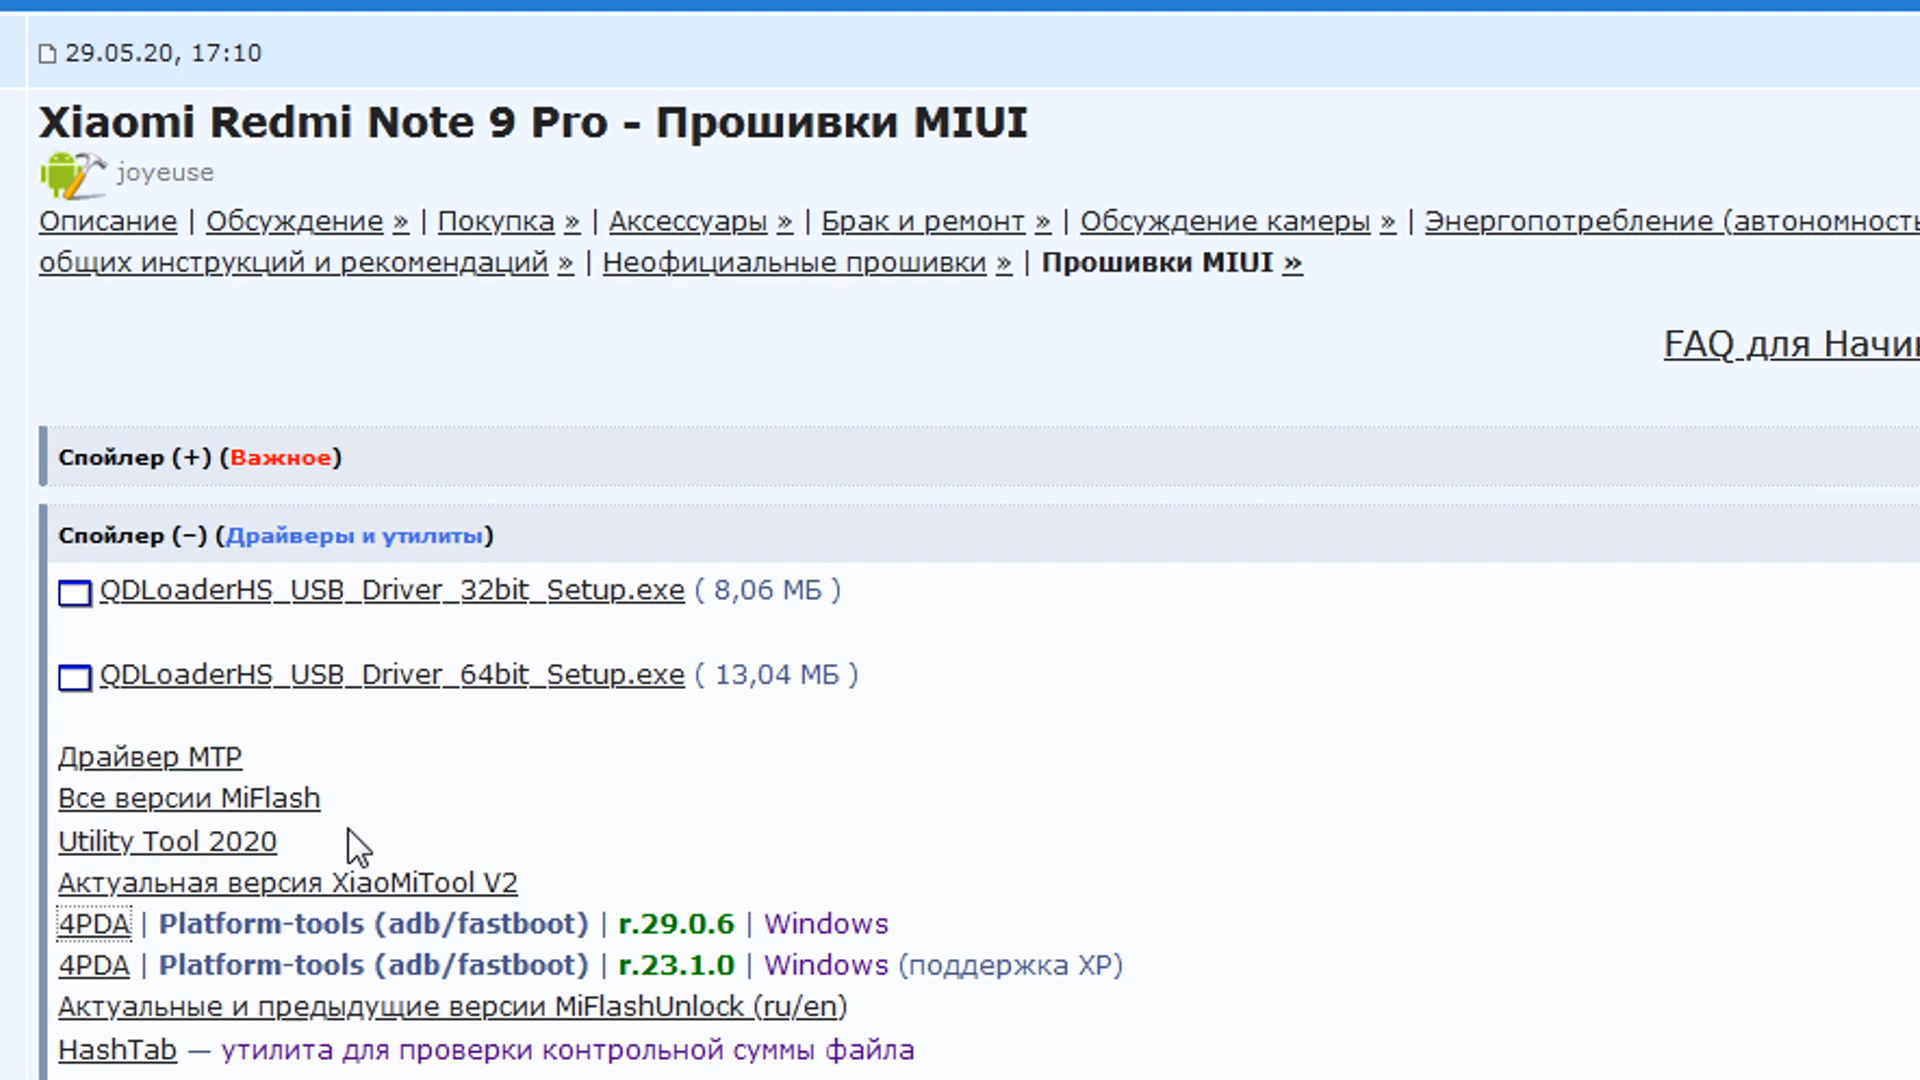 29.05.20, 17:10
Xiaomi Redmi Note 9 Pro - Прошивки MIUI
joyeuse
Описание | Обсуждение » | Покупка » | Аксессуары » | Брак и ремонт » | Обсуждение камеры » | Энергопотребление (автономность
общих инструкций и рекомендаций » | Неофициальные прошивки » | Прошивки MIUI »
FAQ для Начин
Спойлер (+) (Важное)
Спойлер (−) (Драйверы и утилиты)
QDLoaderHS_USB_Driver_32bit_Setup.exe ( 8,06 МБ )
QDLoaderHS_USB_Driver_64bit_Setup.exe ( 13,04 МБ )
Драйвер MTP
Все версии MiFlash
Utility Tool 2020
Актуальная версия XiaoMiTool V2
4PDA | Platform-tools (adb/fastboot) | r.29.0.6 | Windows
4PDA | Platform-tools (adb/fastboot) | r.23.1.0 | Windows (поддержка XP)
Актуальные и предыдущие версии MiFlashUnlock (ru/en)
HashTab — утилита для проверки контрольной суммы файла